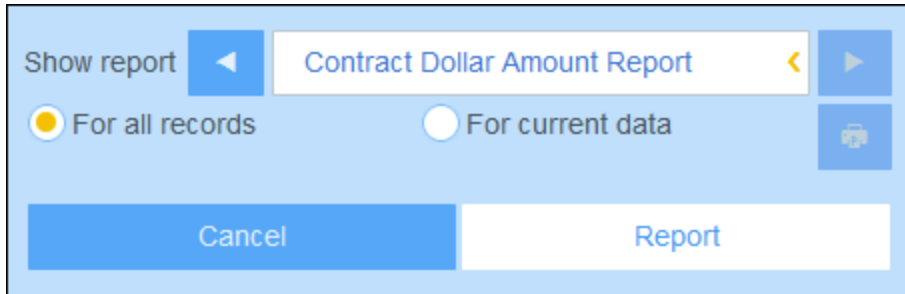 Show report Contract Dollar Amount Report
For all records For current data
Cancel Report